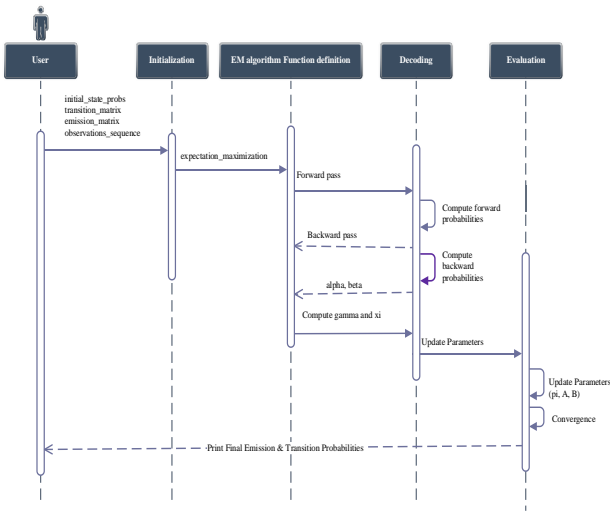 User
Initialization
EM algorithm Function definition
Decoding
Evaluation
initial_state_probs
transition_matrix
emission_matrix
observations_sequence
expectation_maximization
Forward pass
Compute forward
probabilities
Backward pass
Compute
backward
probabilities
alpha, beta
Compute gamma and xi
Update Parameters
Update Parameters
(pi, A, B)
Convergence
Print Final Emission & Transition Probabilities